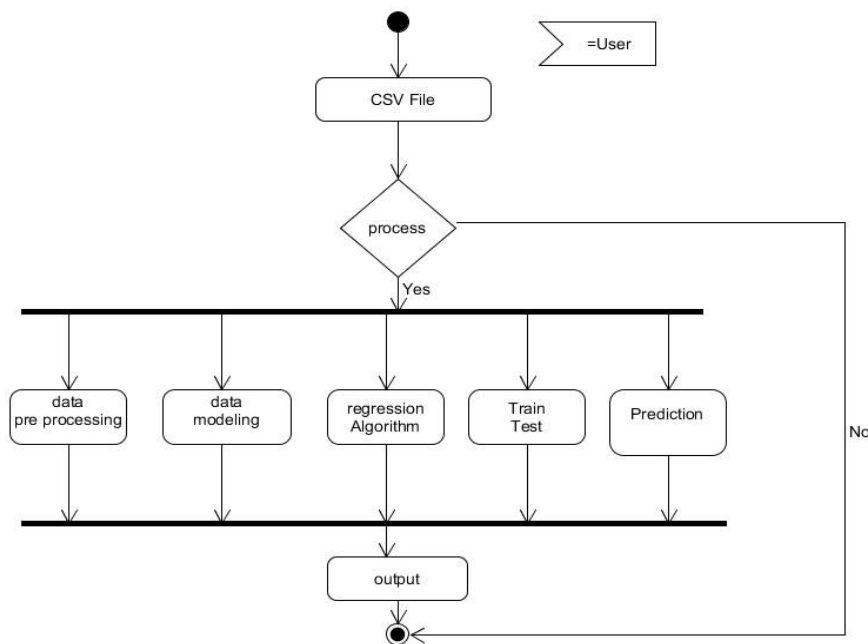 =User
CSV File
process
Yes
data
pre processing
data
modeling
regression
Algorithm
Train
Test
Prediction
No
output